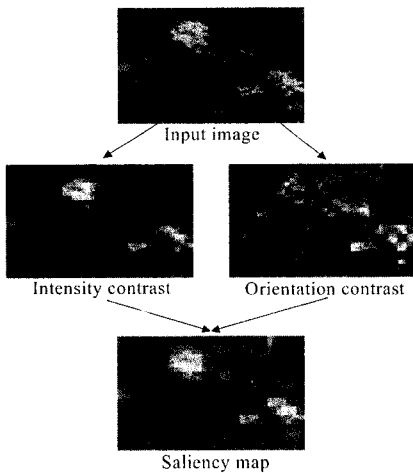 Input image
Intensity contrast
Orientation contrast
Saliency map